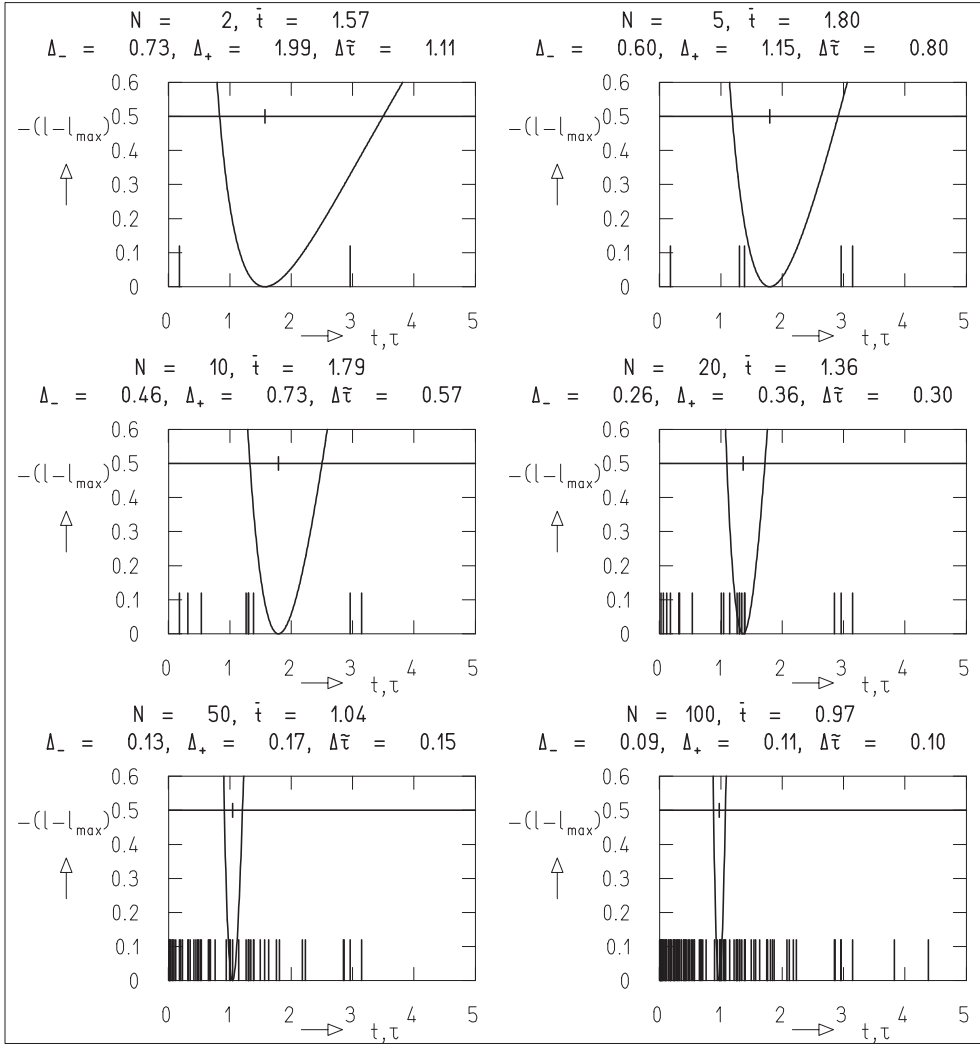 N = 2, t̄ = 1.57
Δ₋ = 0.73, Δ₊ = 1.99, Δτ̃ = 1.11
0.6
0.5
−(l−lₘₐₓ)
0.4
0.3
0.2
0.1
0
0 1 2 3 4 5
t,τ
N = 5, t̄ = 1.80
Δ₋ = 0.60, Δ₊ = 1.15, Δτ̃ = 0.80
0.6
0.5
−(l−lₘₐₓ)
0.4
0.3
0.2
0.1
0
0 1 2 3 4 5
t,τ
N = 10, t̄ = 1.79
Δ₋ = 0.46, Δ₊ = 0.73, Δτ̃ = 0.57
0.6
0.5
−(l−lₘₐₓ)
0.4
0.3
0.2
0.1
0
0 1 2 3 4 5
t,τ
N = 20, t̄ = 1.36
Δ₋ = 0.26, Δ₊ = 0.36, Δτ̃ = 0.30
0.6
0.5
−(l−lₘₐₓ)
0.4
0.3
0.2
0.1
0
0 1 2 3 4 5
t,τ
N = 50, t̄ = 1.04
Δ₋ = 0.13, Δ₊ = 0.17, Δτ̃ = 0.15
0.6
0.5
−(l−lₘₐₓ)
0.4
0.3
0.2
0.1
0
0 1 2 3 4 5
t,τ
N = 100, t̄ = 0.97
Δ₋ = 0.09, Δ₊ = 0.11, Δτ̃ = 0.10
0.6
0.5
−(l−lₘₐₓ)
0.4
0.3
0.2
0.1
0
0 1 2 3 4 5
t,τ